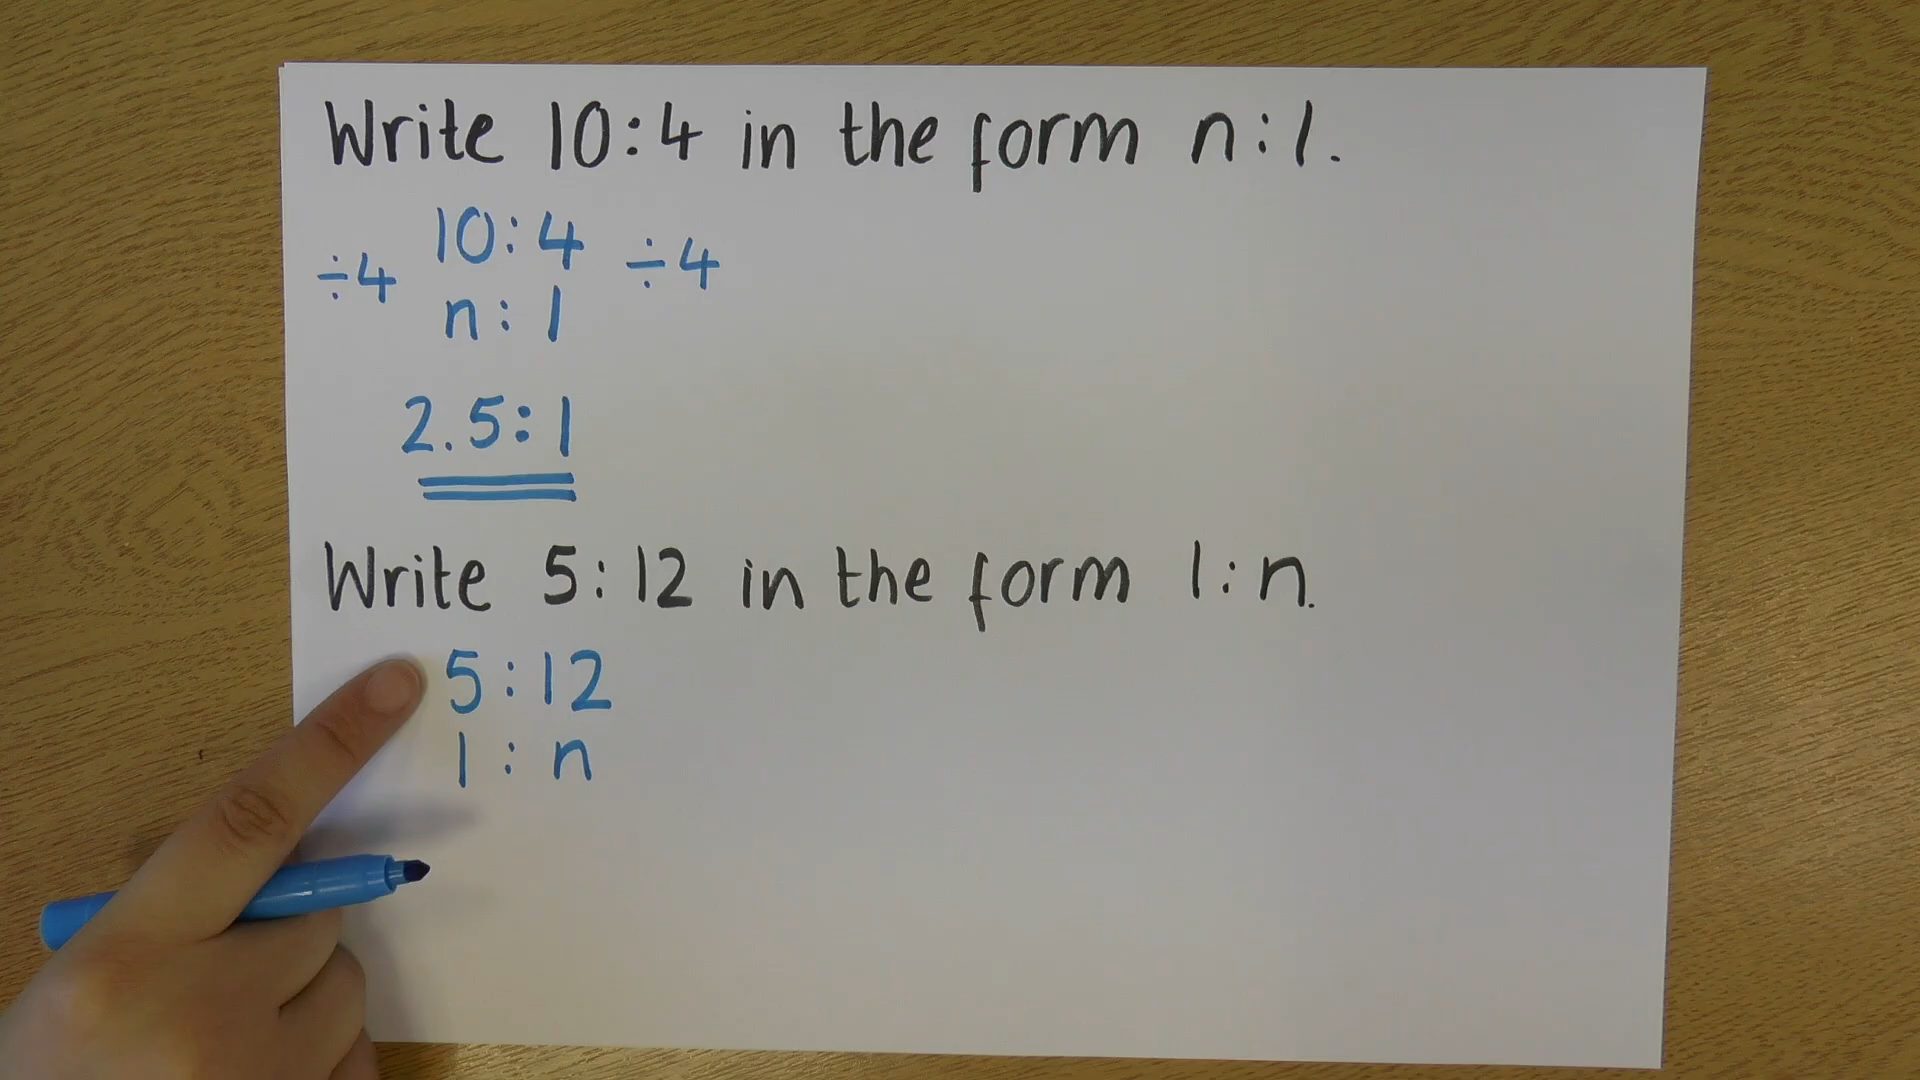 Write 10:4 in the form n:1.
10:4
÷4 ÷4
n:1
2.5:1
Write 5:12 in the form 1:n.
5:12
1:n